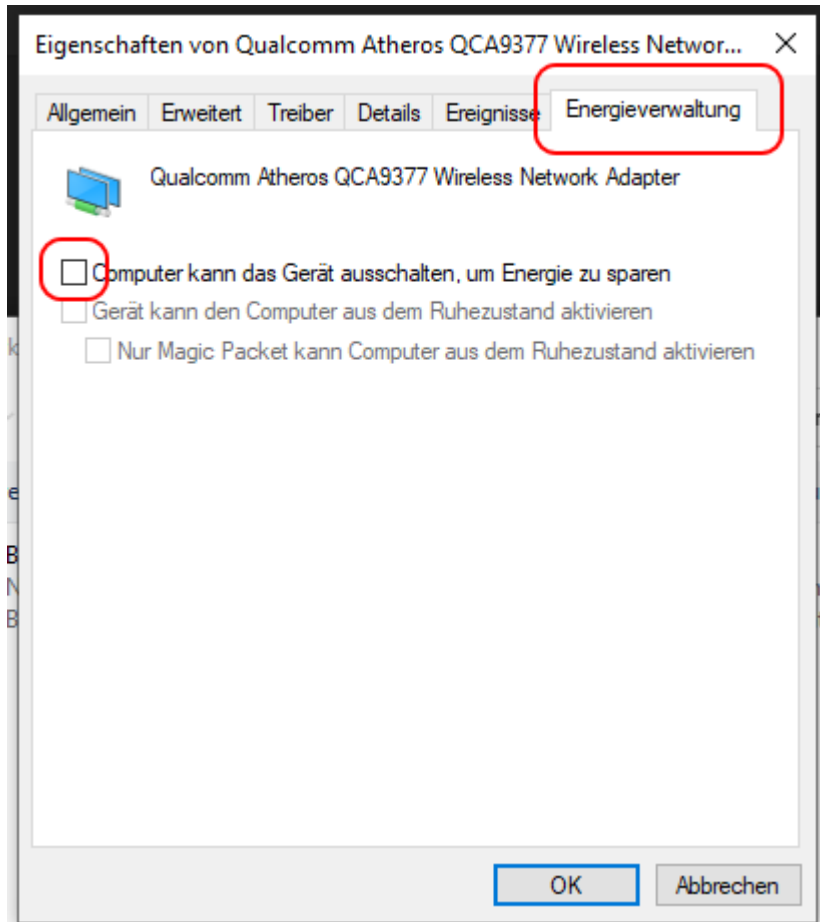 Eigenschaften von Qualcomm Atheros QCA9377 Wireless Networ...
Allgemein Erweitert Treiber Details Ereignisse Energieverwaltung
Qualcomm Atheros QCA9377 Wireless Network Adapter
Computer kann das Gerät ausschalten, um Energie zu sparen
Gerät kann den Computer aus dem Ruhezustand aktivieren
Nur Magic Packet kann Computer aus dem Ruhezustand aktivieren
OK Abbrechen